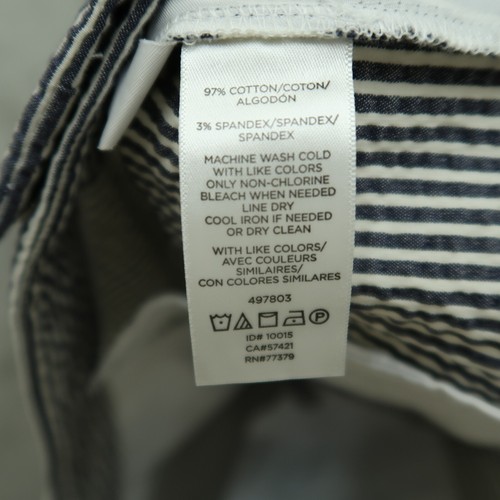 97% COTTON/COTON/
ALGODÓN
3% SPANDEX/SPANDEX/
SPANDEX
MACHINE WASH COLD
WITH LIKE COLORS
ONLY NON-CHLORINE
BLEACH WHEN NEEDED
LINE DRY
COOL IRON IF NEEDED
OR DRY CLEAN
WITH LIKE COLORS/
AVEC COULEURS
SIMILAIRES/
CON COLORES SIMILARES
497803
P
ID# 10015
CA#57421
RN#77379